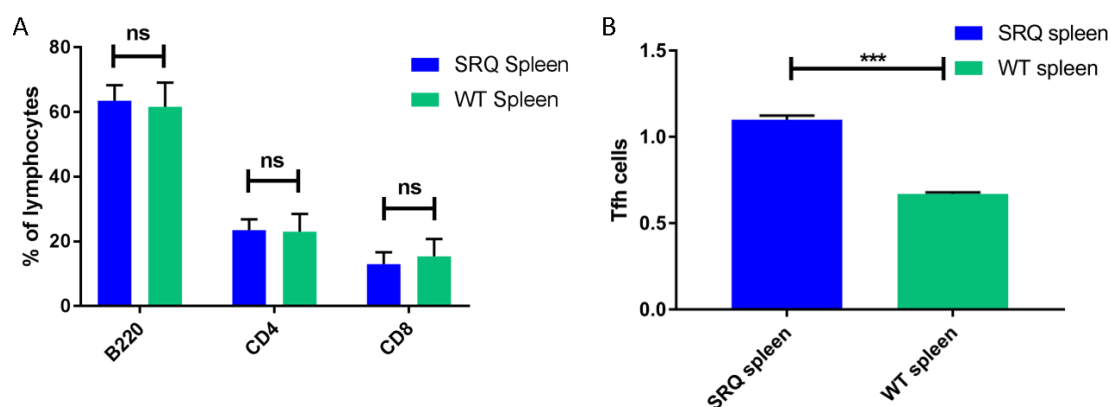 A
% of lymphocytes
80
60
40
20
0
ns
ns
ns
SRQ Spleen
WT Spleen
B220
CD4
CD8
B
Tfh cells
1.5
1.0
0.5
0.0
***
SRQ spleen
WT spleen
SRQ spleen
WT spleen